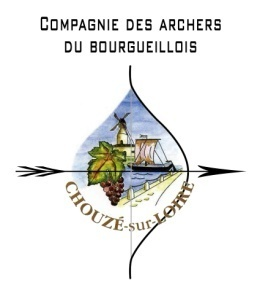 COMPAGNIE DES ARCHERS
DU BOURGUEILLOIS
CHOUZÉ-sur-LOIRE